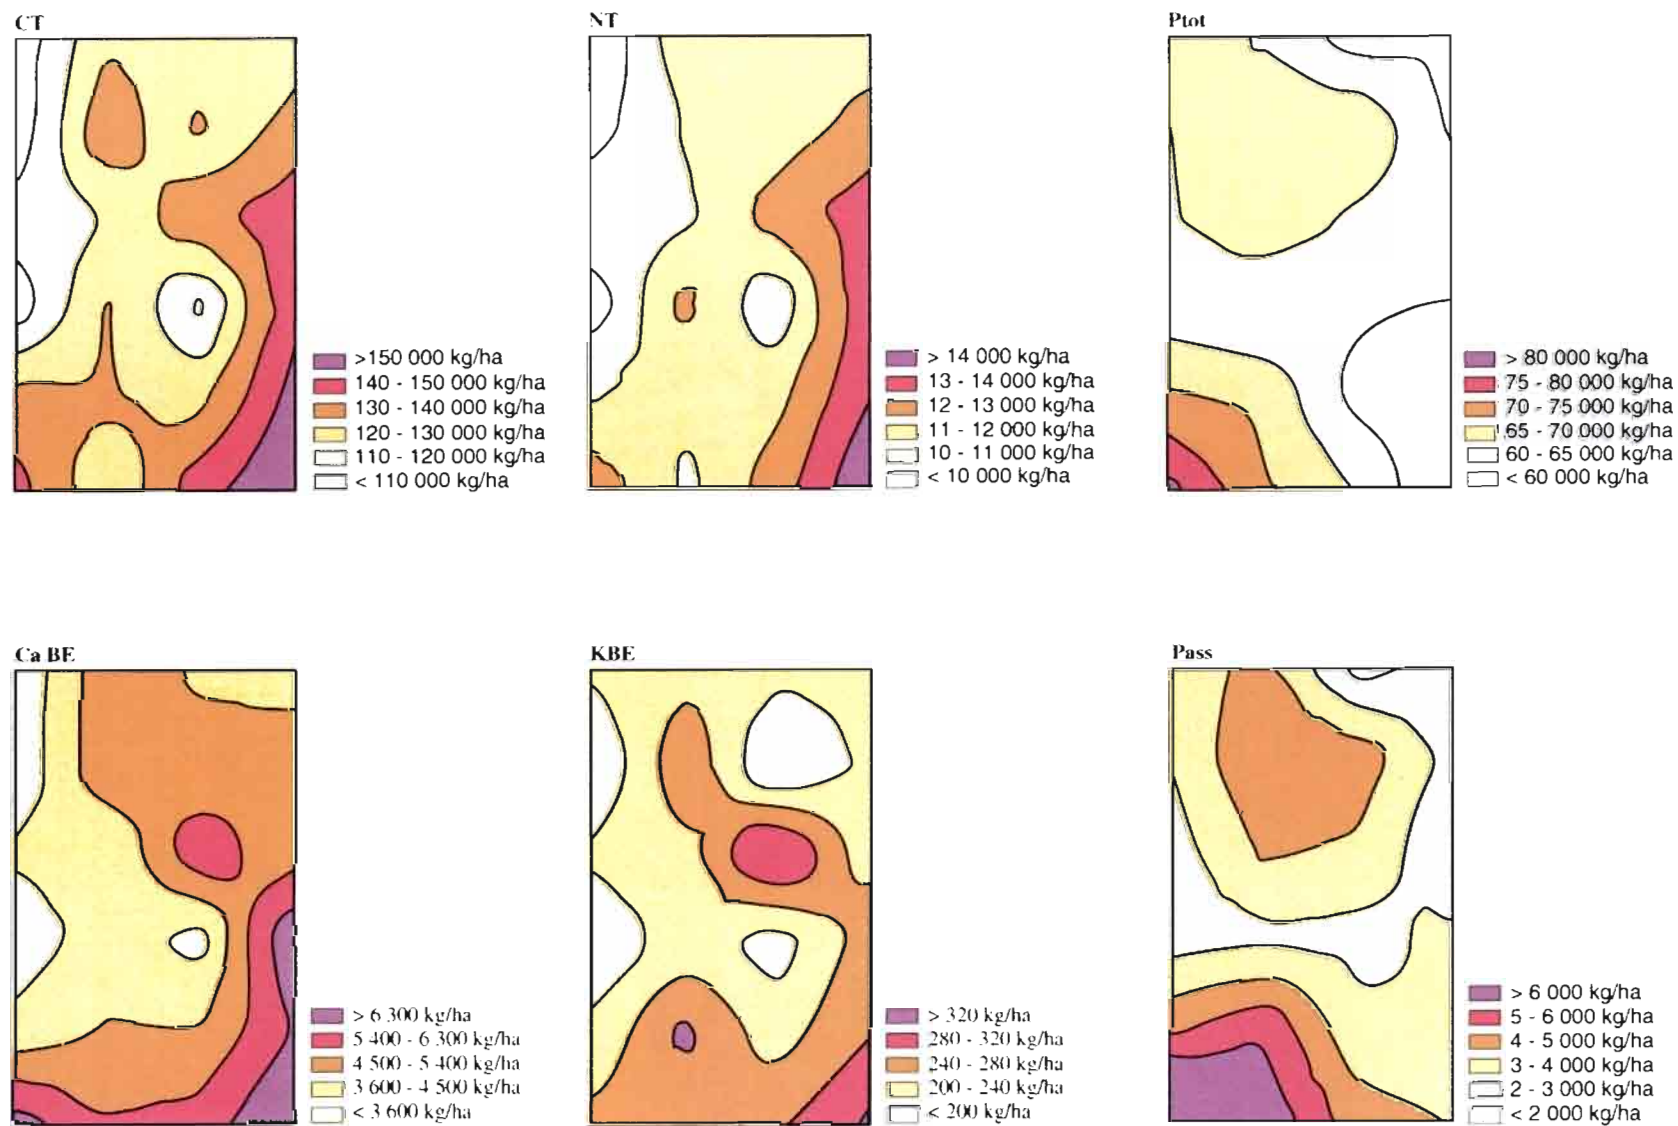 CT
>150 000 kg/ha
140 - 150 000 kg/ha
130 - 140 000 kg/ha
120 - 130 000 kg/ha
110 - 120 000 kg/ha
< 110 000 kg/ha
NT
> 14 000 kg/ha
13 - 14 000 kg/ha
12 - 13 000 kg/ha
11 - 12 000 kg/ha
10 - 11 000 kg/ha
< 10 000 kg/ha
Ptot
> 80 000 kg/ha
75 - 80 000 kg/ha
70 - 75 000 kg/ha
65 - 70 000 kg/ha
60 - 65 000 kg/ha
< 60 000 kg/ha
Ca BE
> 6 300 kg/ha
5 400 - 6 300 kg/ha
4 500 - 5 400 kg/ha
3 600 - 4 500 kg/ha
< 3 600 kg/ha
KBE
> 320 kg/ha
280 - 320 kg/ha
240 - 280 kg/ha
200 - 240 kg/ha
< 200 kg/ha
Pass
> 6 000 kg/ha
5 - 6 000 kg/ha
4 - 5 000 kg/ha
3 - 4 000 kg/ha
2 - 3 000 kg/ha
< 2 000 kg/ha